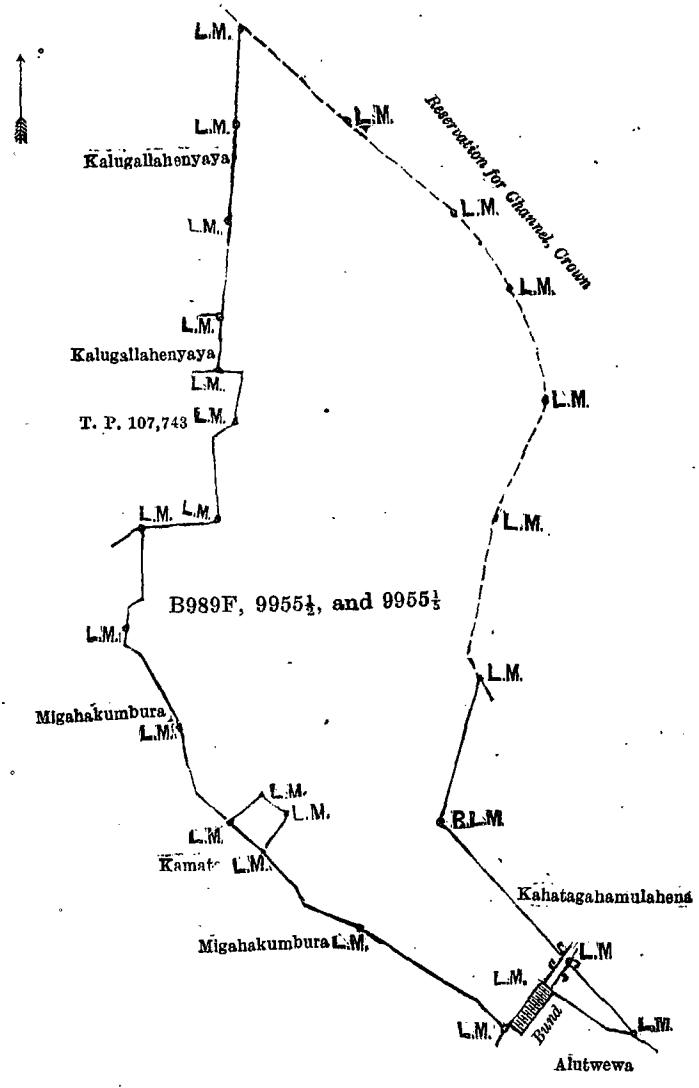 L.M.
L.M.
Reservation for Channel, Crown
L.M.
Kalugallahenyaya
L.M.
L.M.
L.M.
L.M.
Kalugallahenyaya
L.M.
L.M.
T. P. 107,743 L.M.
L.M. L.M.
L.M.
B989F, 9955½, and 9955⅕
L.M.
L.M.
Migahakumbura
L.M.
L.M.
L.M.
L.M.
B.L.M.
L.M.
Kahatagahamulahena
Migahakumbura L.M.
L.M
L.M.
L.M.
Bund
L.M.
Alutwewa